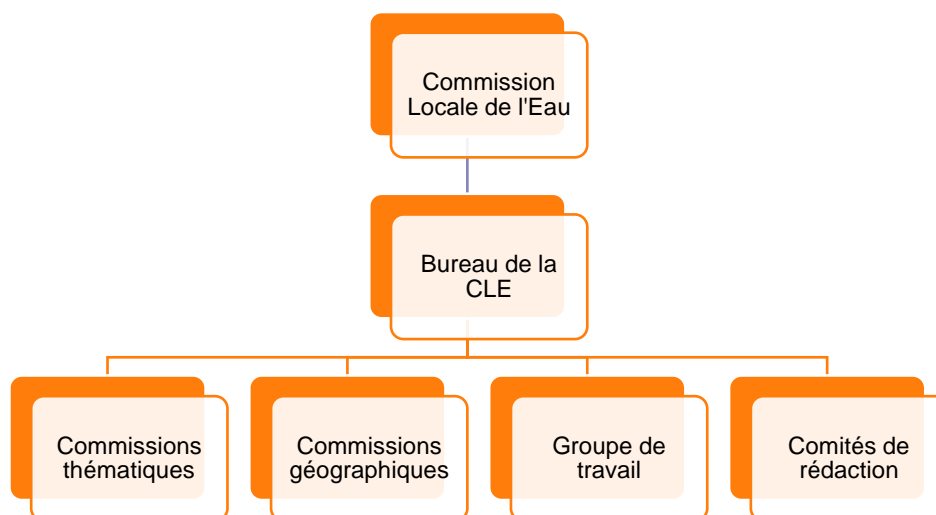 Commission
Locale de l'Eau
Bureau de la
CLE
Commissions
thématiques
Commissions
géographiques
Groupe de
travail
Comités de
rédaction